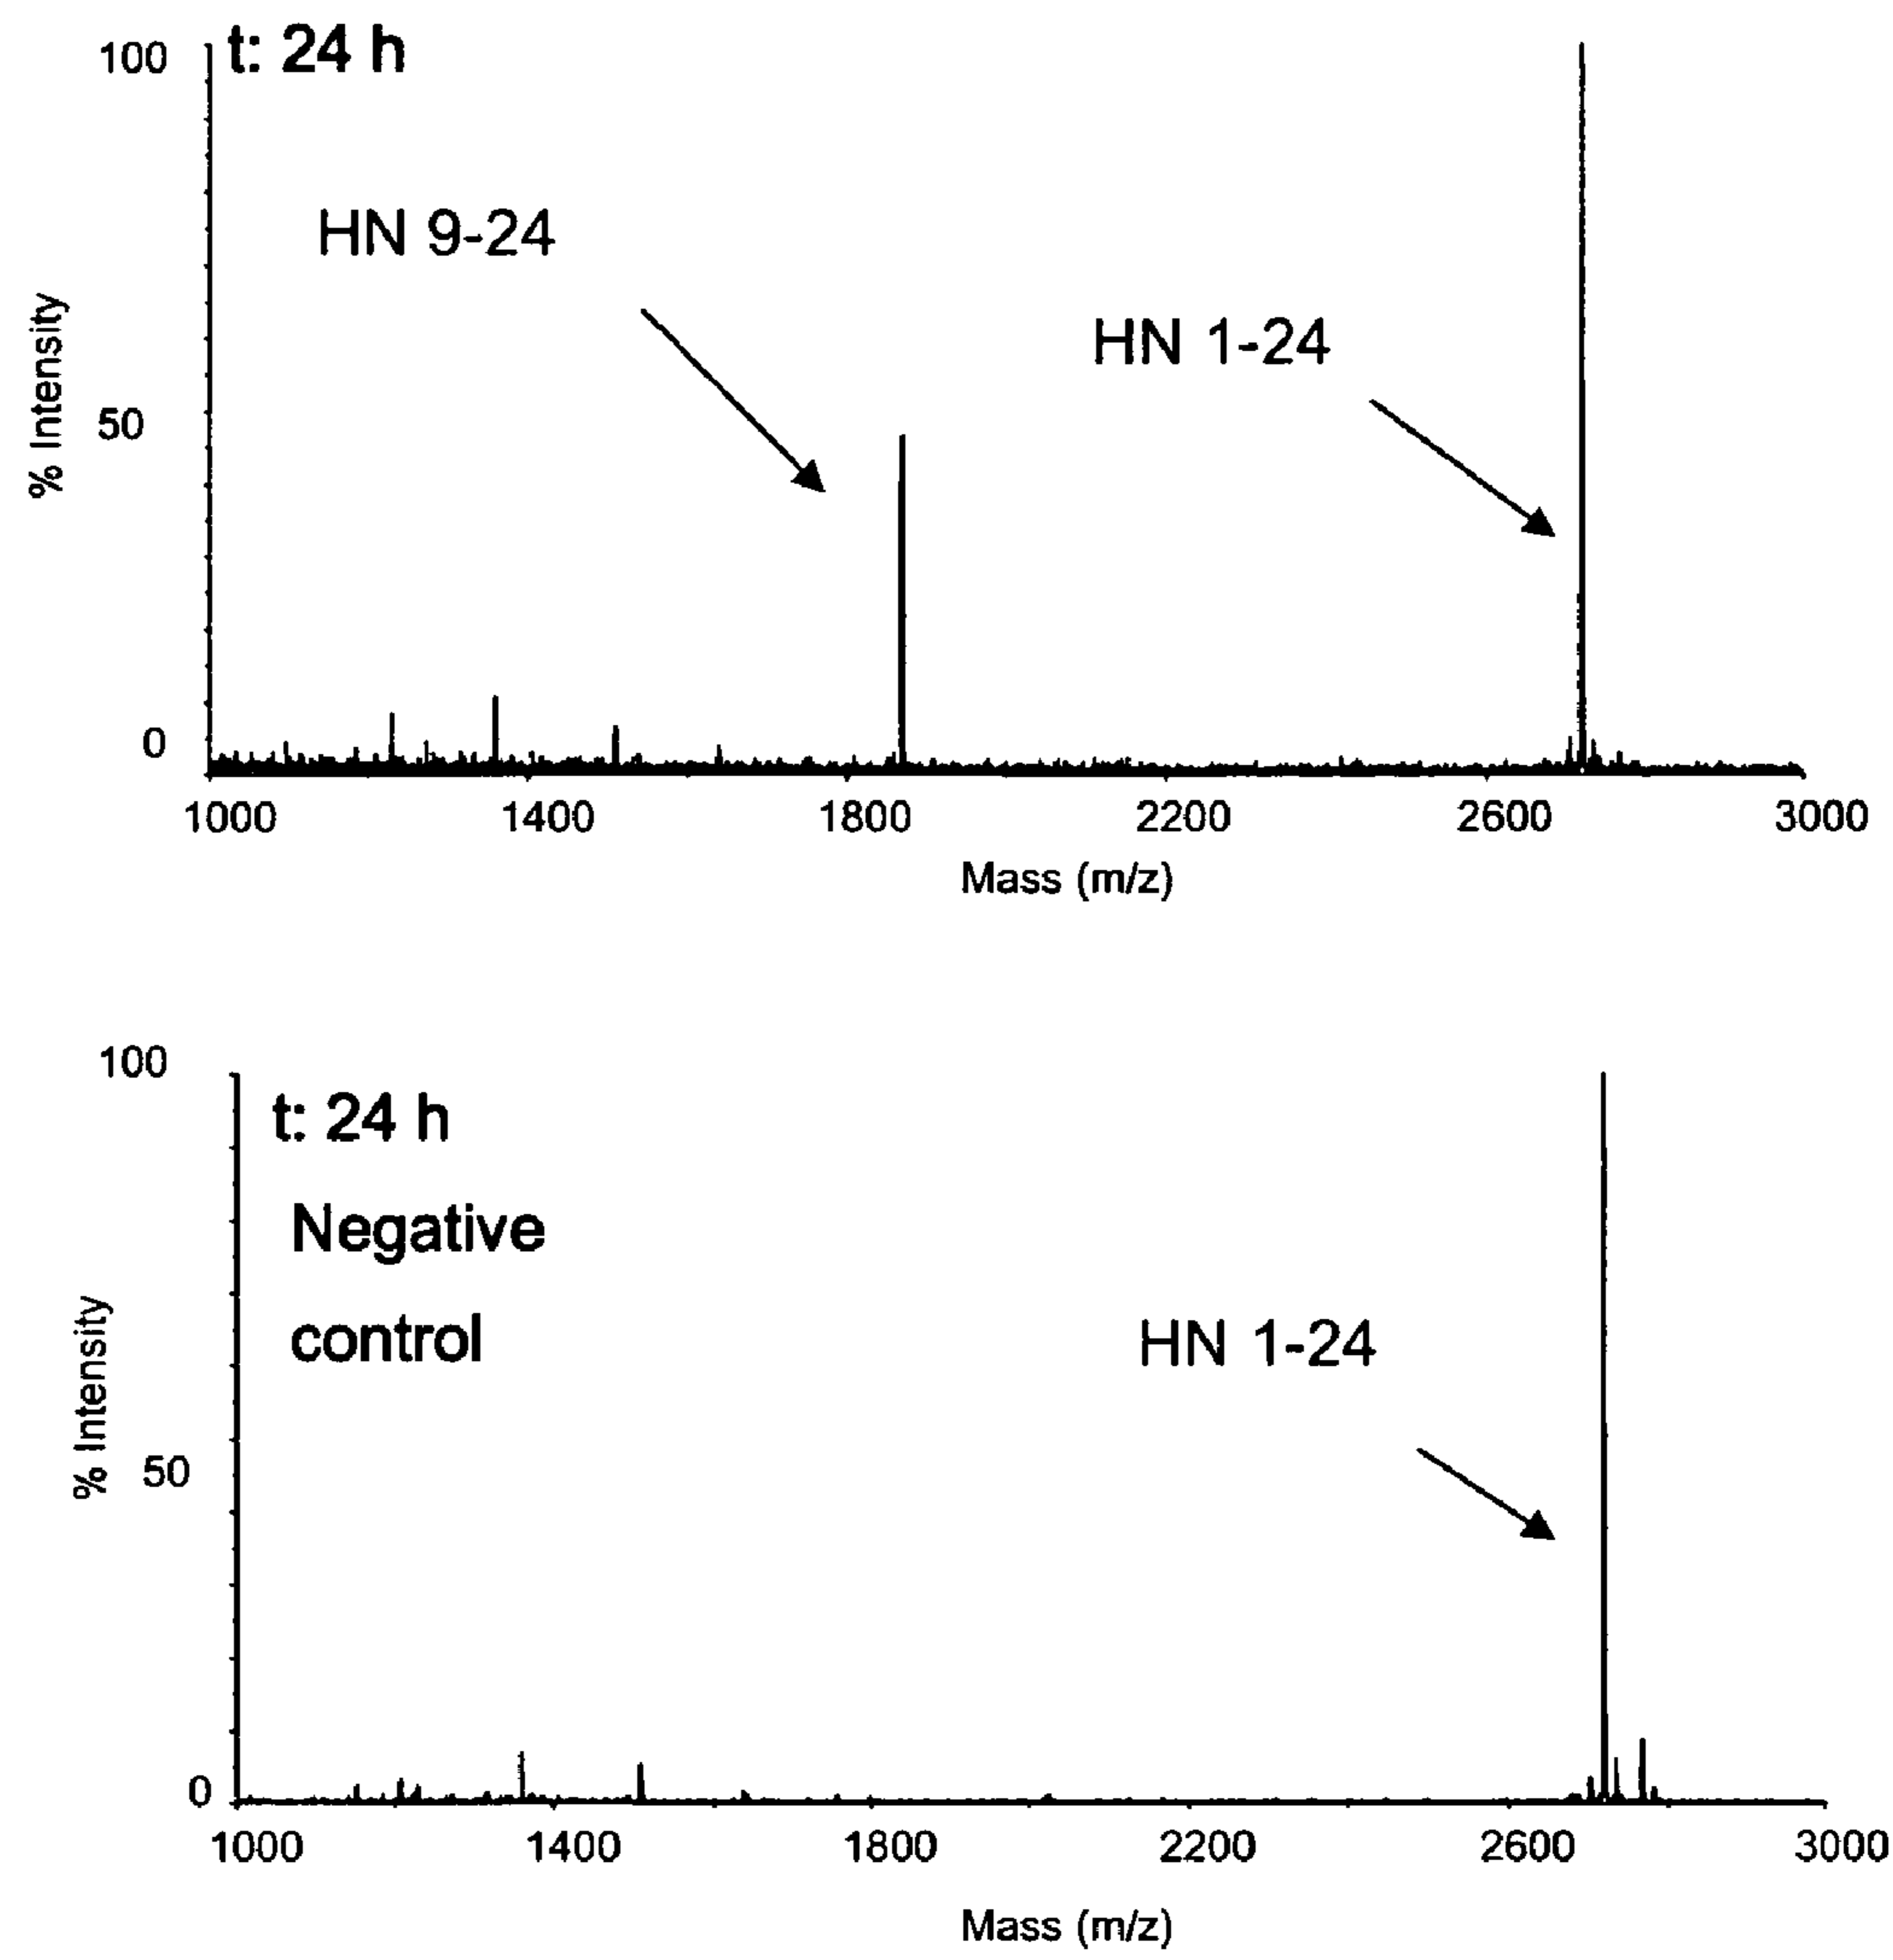 100
t: 24 h
HN 9-24
HN 1-24
% Intensity
50
0
1000 1400 1800 2200 2600 3000
Mass (m/z)
100
t: 24 h
Negative
control
HN 1-24
% Intensity
50
0
1000 1400 1800 2200 2600 3000
Mass (m/z)